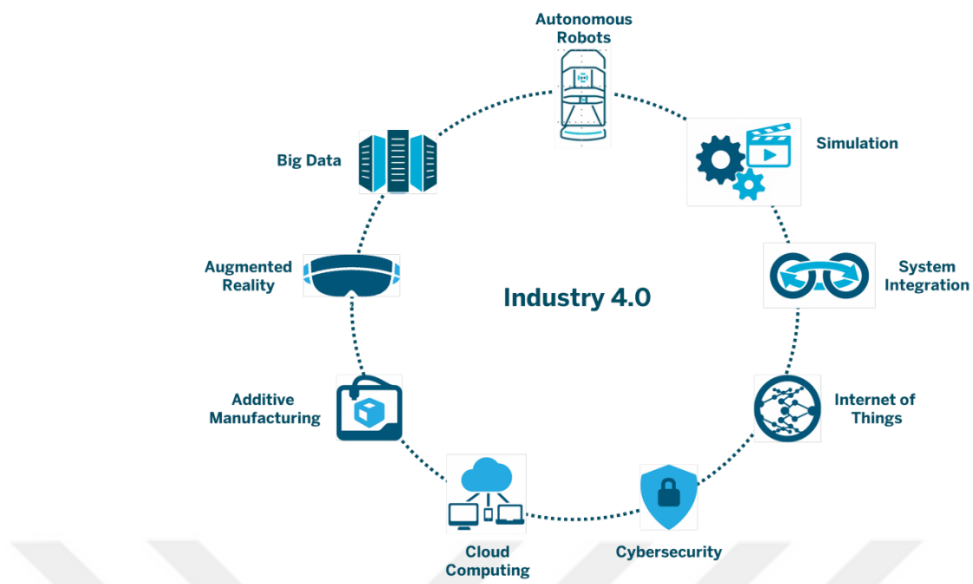 Autonomous
Robots
Simulation
Big Data
System
Integration
Augmented
Reality
Industry 4.0
Internet of
Things
Additive
Manufacturing
Cybersecurity
Cloud
Computing